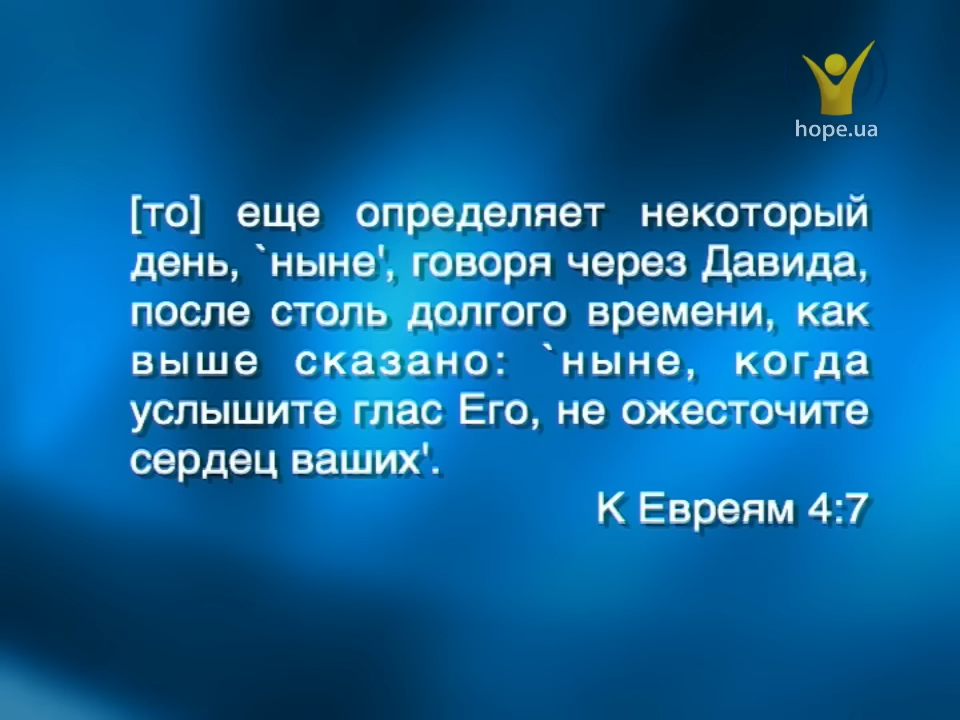 hope.ua
[то] еще определяет некоторый
день, `ныне', говоря через Давида,
после столь долгого времени, как
выше сказано: `ныне, когда
услышите глас Его, не ожесточите
сердец ваших'.
К Евреям 4:7